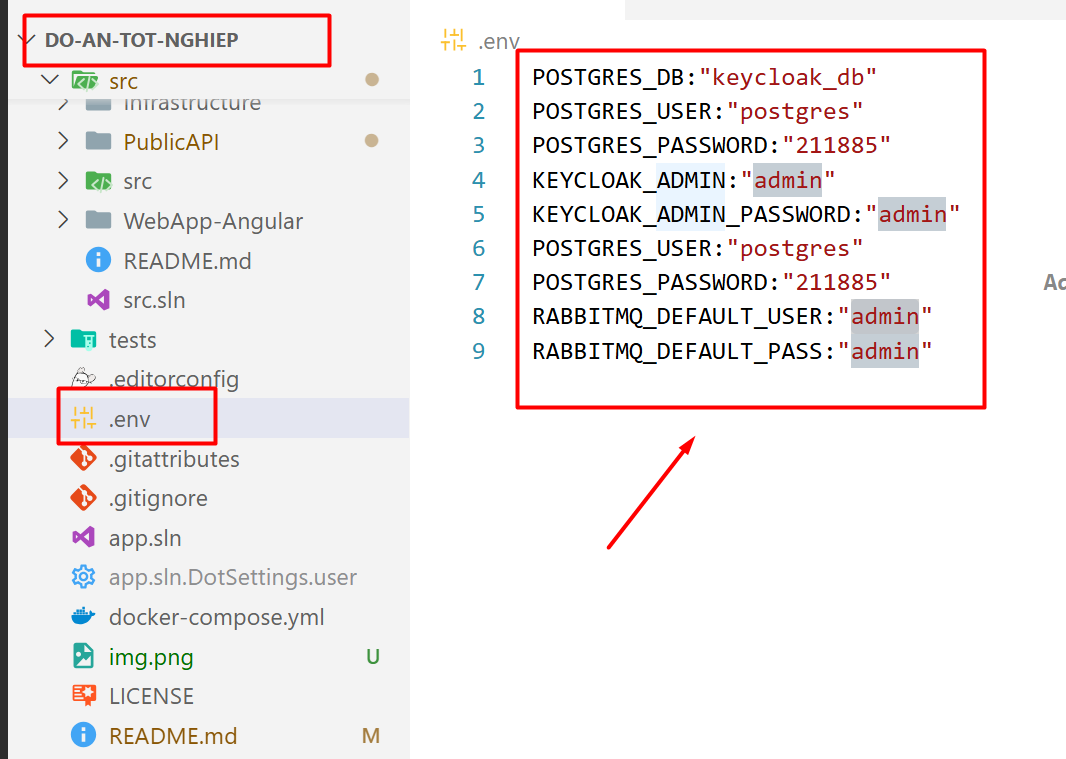 DO-AN-TOT-NGHIEP
src
infrastructure
PublicAPI
src
WebApp-Angular
README.md
src.sln
tests
.editorconfig
.env
.gitattributes
.gitignore
app.sln
app.sln.DotSettings.user
docker-compose.yml
img.png U
LICENSE
README.md M
.env
1 POSTGRES_DB:"keycloak_db"
2 POSTGRES_USER:"postgres"
3 POSTGRES_PASSWORD:"211885"
4 KEYCLOAK_ADMIN:"admin"
5 KEYCLOAK_ADMIN_PASSWORD:"admin"
6 POSTGRES_USER:"postgres"
7 POSTGRES_PASSWORD:"211885"
8 RABBITMQ_DEFAULT_USER:"admin"
9 RABBITMQ_DEFAULT_PASS:"admin"